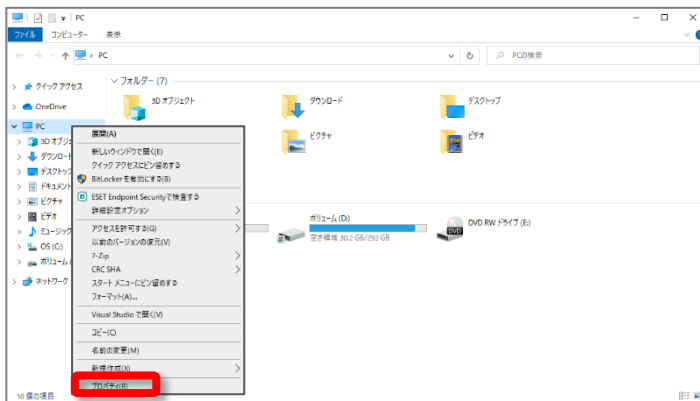 PC
ファイル コンピューター 表示
PC
PCの検索
クイック アクセス
OneDrive
PC
3D オブジェ
ダウンロード
デスクトップ
ドキュメント
ピクチャ
ビデオ
ミュージック
OS (C:)
ボリューム (
ネットワーク
フォルダー (7)
3D オブジェクト
ダウンロード
デスクトップ
ピクチャ
ビデオ
ボリューム (D:)
空き領域 30.2 GB/292 GB
DVD RW ドライブ (E:)
DVD
展開(A)
新しいウィンドウで開く(E)
クイック アクセスにピン留めする
BitLocker を有効にする(B)
ESET Endpoint Securityで検査する
詳細設定オプション
アクセスを許可する(G)
以前のバージョンの復元(V)
7-Zip
CRC SHA
スタート メニューにピン留めする
フォーマット(A)...
Visual Studio で開く(V)
コピー(C)
名前の変更(M)
新規作成(X)
プロパティ(R)
10 個の項目